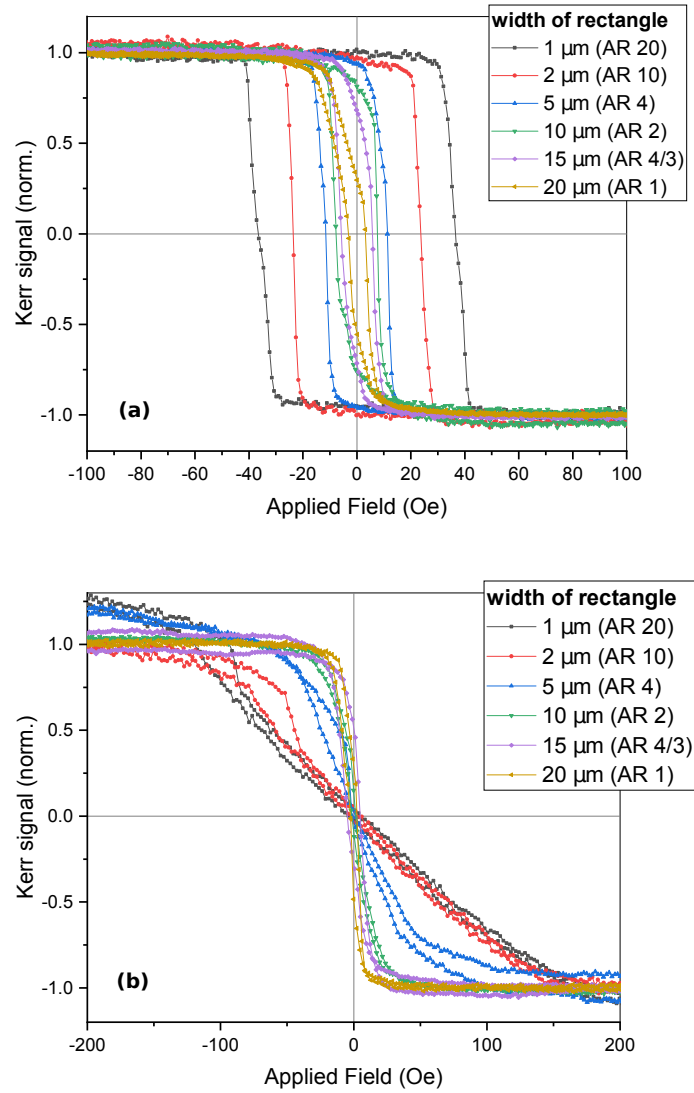 width of rectangle
1 µm (AR 20)
2 µm (AR 10)
5 µm (AR 4)
10 µm (AR 2)
15 µm (AR 4/3)
20 µm (AR 1)
Kerr signal (norm.)
1.0
0.5
0.0
-0.5
-1.0
(a)
-100 -80 -60 -40 -20 0 20 40 60 80 100
Applied Field (Oe)
width of rectangle
1 µm (AR 20)
2 µm (AR 10)
5 µm (AR 4)
10 µm (AR 2)
15 µm (AR 4/3)
20 µm (AR 1)
Kerr signal (norm.)
1.0
0.5
0.0
-0.5
-1.0
(b)
-200 -100 0 100 200
Applied Field (Oe)